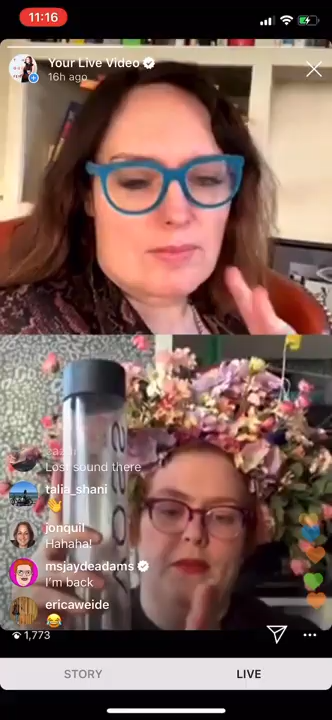 11:16
Your Live Video
16h ago
VOSS
Lost sound there
talia_shani
👋
jonquil
Hahaha!
msjaydeadams
I'm back
ericaweide
😂
1,773
STORY
LIVE